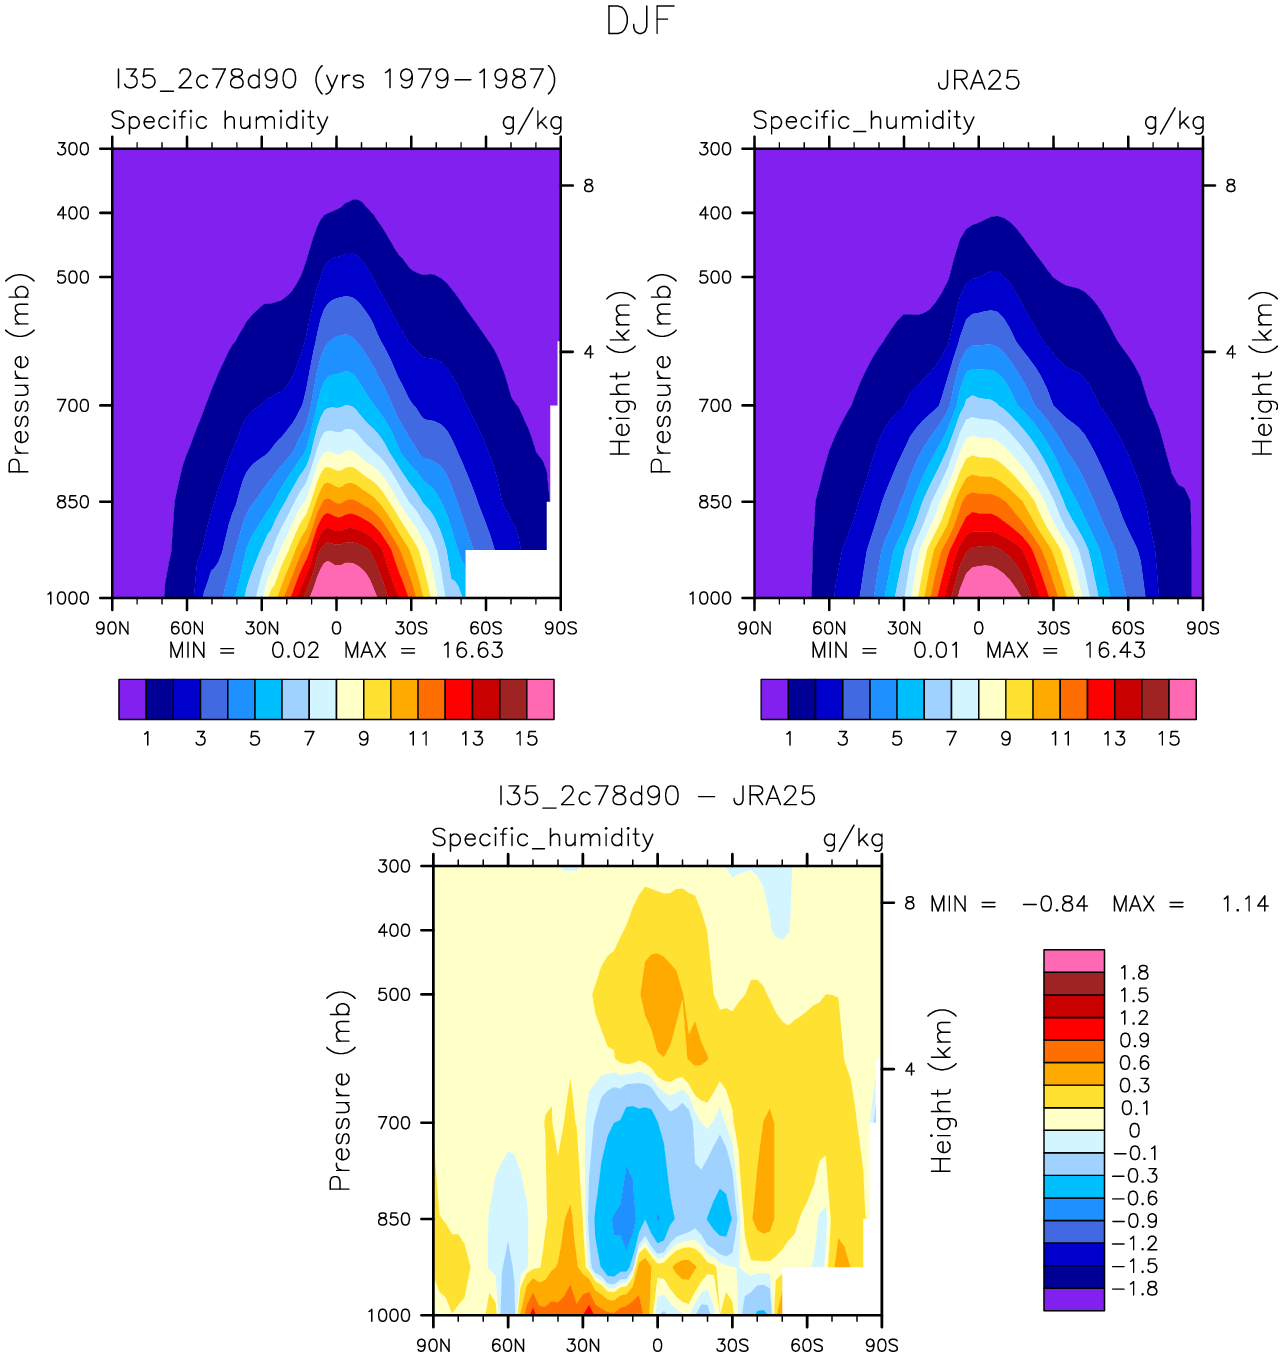 DJF
I35_2c78d90 (yrs 1979−1987)
Specific humidity g/kg
300
400
500
700
850
1000
Pressure (mb)
8
4
Height (km)
90N 60N 30N 0 30S 60S 90S
MIN = 0.02 MAX = 16.63
1 3 5 7 9 11 13 15
JRA25
Specific_humidity g/kg
300
400
500
700
850
1000
Pressure (mb)
8
4
Height (km)
90N 60N 30N 0 30S 60S 90S
MIN = 0.01 MAX = 16.43
1 3 5 7 9 11 13 15
I35_2c78d90 − JRA25
Specific_humidity g/kg
300
400
500
700
850
1000
Pressure (mb)
8
4
Height (km)
90N 60N 30N 0 30S 60S 90S
MIN = −0.84 MAX = 1.14
1.8
1.5
1.2
0.9
0.6
0.3
0.1
0
−0.1
−0.3
−0.6
−0.9
−1.2
−1.5
−1.8